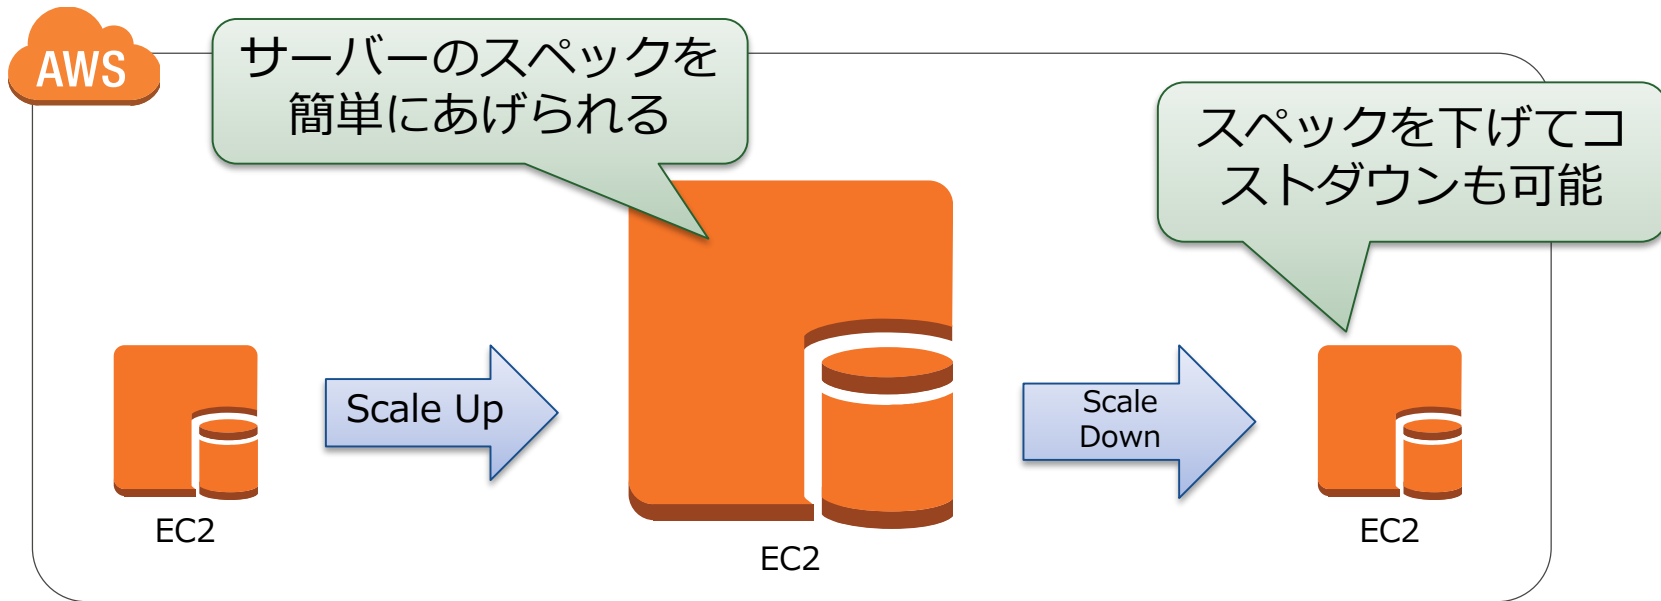 AWS
サーバーのスペックを
簡単にあげられる
スペックを下げてコ
ストダウンも可能
Scale Up
Scale
Down
EC2
EC2
EC2